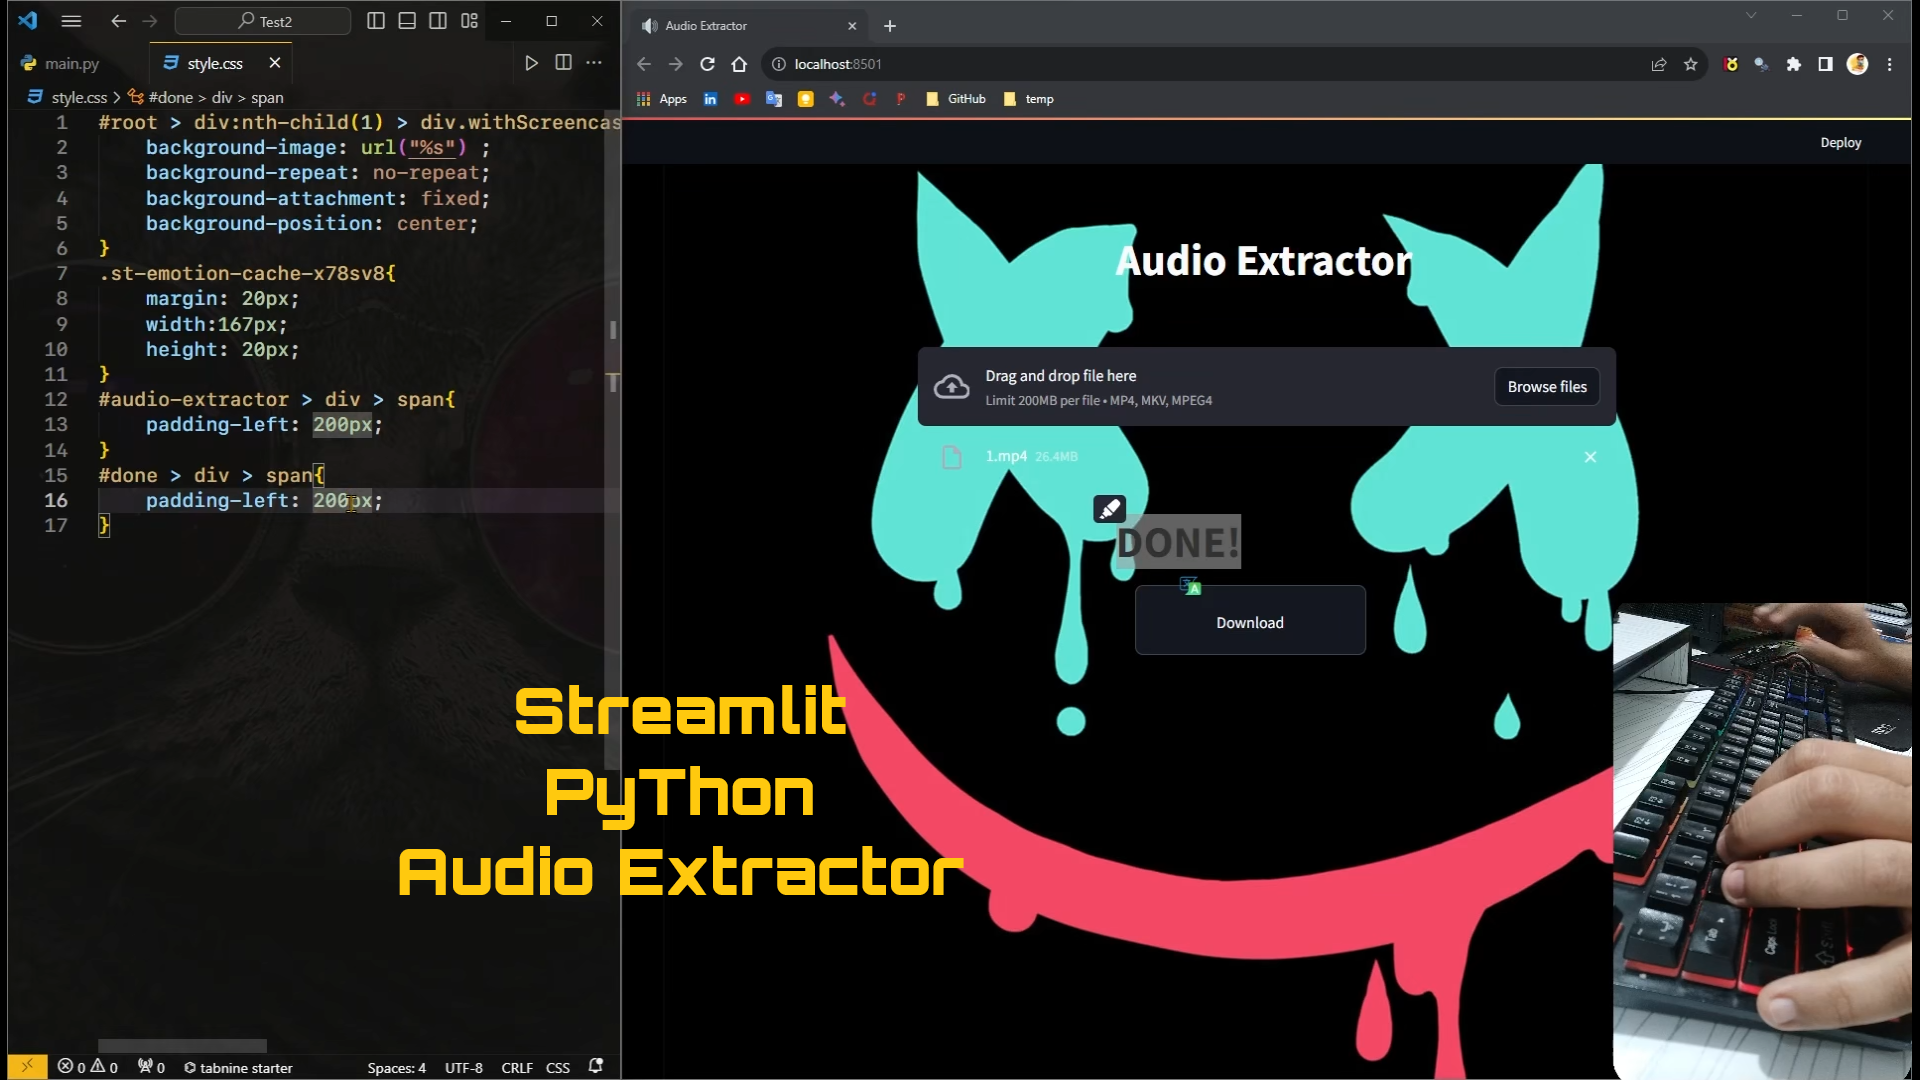 Test2
main.py
style.css
style.css > #done > div > span
1 #root > div:nth-child(1) > div.withScreencas
2 background-image: url("%s") ;
3 background-repeat: no-repeat;
4 background-attachment: fixed;
5 background-position: center;
6 }
7 .st-emotion-cache-x78sv8{
8 margin: 20px;
9 width:167px;
10 height: 20px;
11 }
12 #audio-extractor > div > span{
13 padding-left: 200px;
14 }
15 #done > div > span{
16 padding-left: 200px;
17 }
0 0 0 tabnine starter Spaces: 4 UTF-8 CRLF CSS
Audio Extractor
localhost:8501
Apps GitHub temp
Deploy
Audio Extractor
Drag and drop file here
Limit 200MB per file • MP4, MKV, MPEG4
Browse files
1.mp4 26.4MB
DONE!
Download
Streamlit
PyThon
Audio Extractor
Tab
Caps Lock